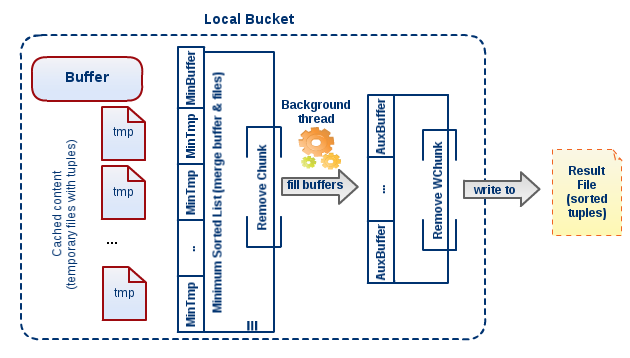 Local Bucket
Buffer
tmp
tmp
...
tmp
Cached content
(temporary files with tuples)
MinBuffer
MinTmp
MinTmp
..
MinTmp
Minimum Sorted List (merge buffer & files)
Remove Chunk
Background
thread
fill buffers
AuxBuffer
...
AuxBuffer
Remove WChunk
write to
Result
File
(sorted
tuples)